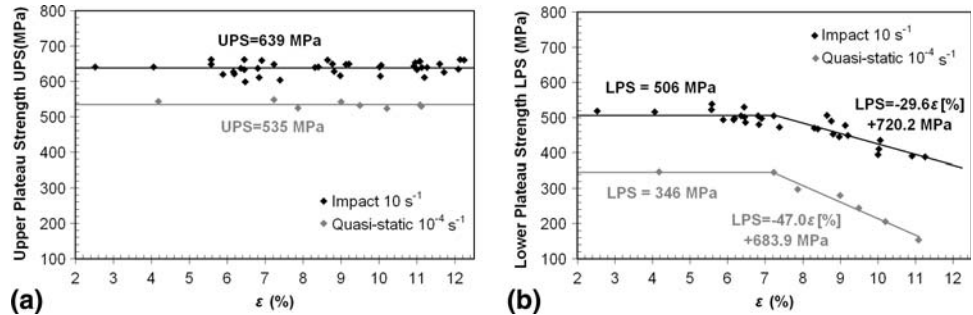 Upper Plateau Strength UPS(MPa)
800
700
600
500
400
300
200
100
UPS=639 MPa
UPS=535 MPa
Impact 10 s⁻¹
Quasi-static 10⁻⁴ s⁻¹
2 3 4 5 6 7 8 9 10 11 12
(a)
ε (%)
Lower Plateau Strength LPS (MPa)
800
700
600
500
400
300
200
100
Impact 10 s⁻¹
Quasi-static 10⁻⁴ s⁻¹
LPS = 506 MPa
LPS=-29.6ε[%]
+720.2 MPa
LPS = 346 MPa
LPS=-47.0ε[%]
+683.9 MPa
2 3 4 5 6 7 8 9 10 11 12
(b)
ε (%)